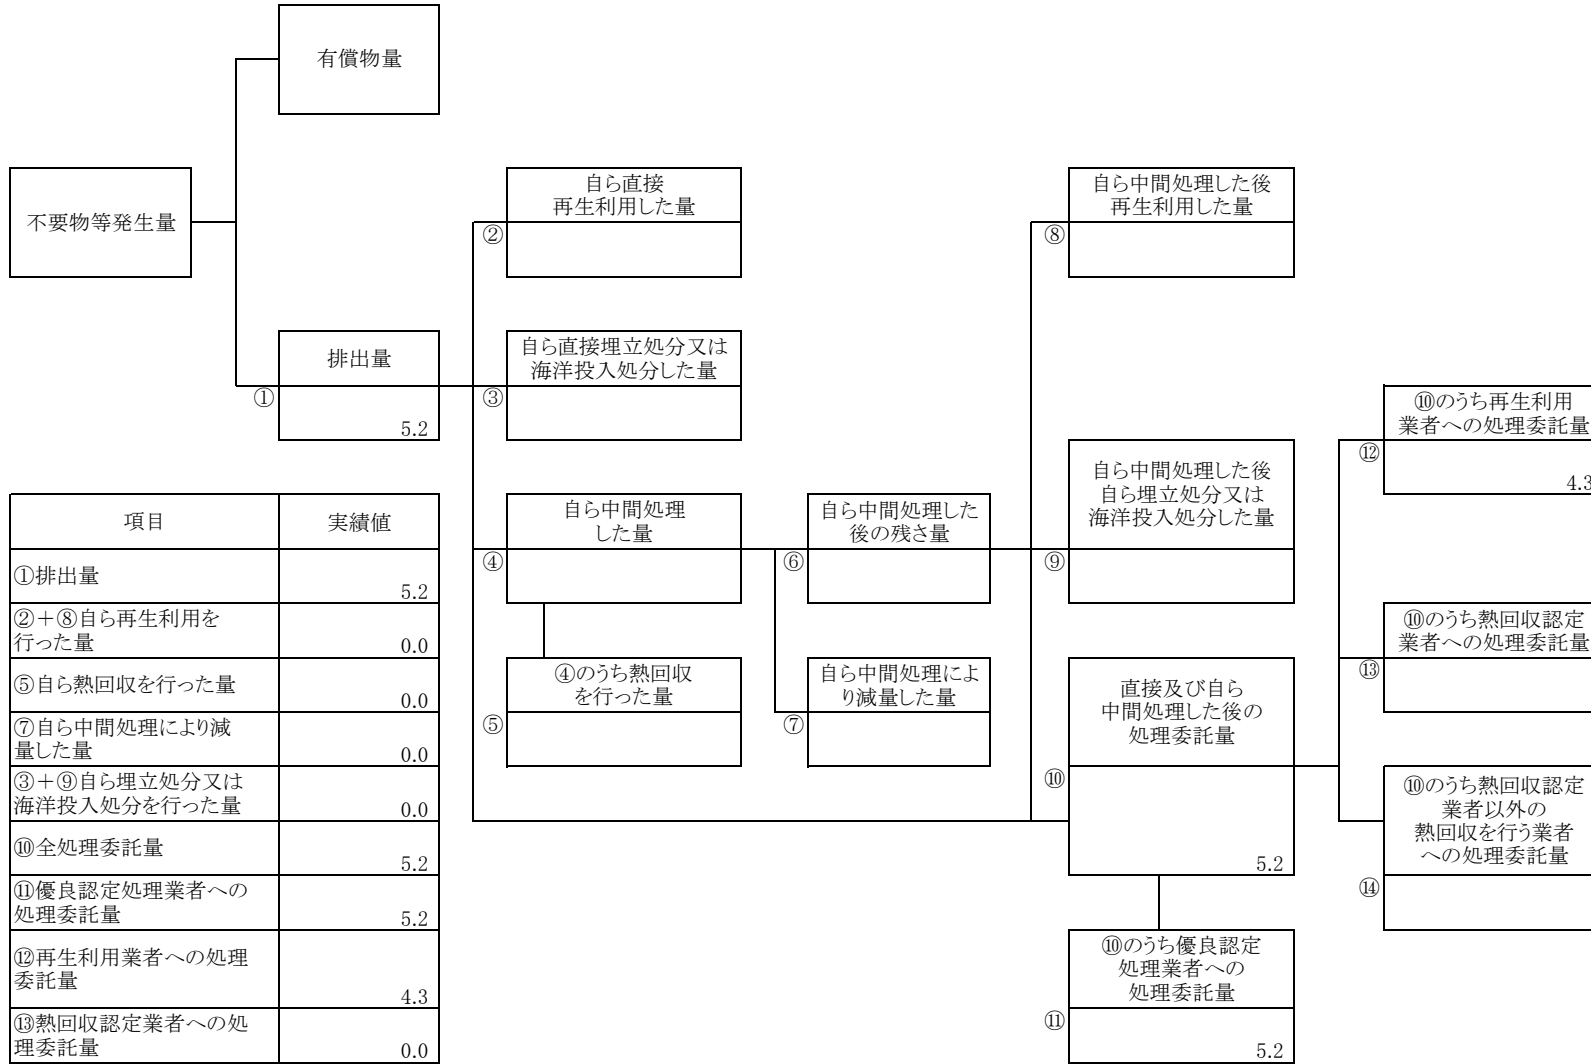 有償物量
不要物等発生量
自ら直接
再生利用した量
②
自ら中間処理した後
再生利用した量
⑧
排出量
①
5.2
自ら直接埋立処分又は
海洋投入処分した量
③
⑩のうち再生利用
業者への処理委託量
⑫
4.3
自ら中間処理
した量
④
自ら中間処理した
後の残さ量
⑥
自ら中間処理した後
自ら埋立処分又は
海洋投入処分した量
⑨
④のうち熱回収
を行った量
⑤
自ら中間処理によ
り減量した量
⑦
直接及び自ら
中間処理した後の
処理委託量
⑩
5.2
⑩のうち熱回収認定
業者への処理委託量
⑬
⑩のうち熱回収認定
業者以外の
熱回収を行う業者
への処理委託量
⑭
⑩のうち優良認定
処理業者への
処理委託量
⑪
5.2
項目 実績値
①排出量 5.2
②+⑧自ら再生利用を
行った量 0.0
⑤自ら熱回収を行った量 0.0
⑦自ら中間処理により減
量した量 0.0
③+⑨自ら埋立処分又は
海洋投入処分を行った量 0.0
⑩全処理委託量 5.2
⑪優良認定処理業者への
処理委託量 5.2
⑫再生利用業者への処理
委託量 4.3
⑬熱回収認定業者への処
理委託量 0.0